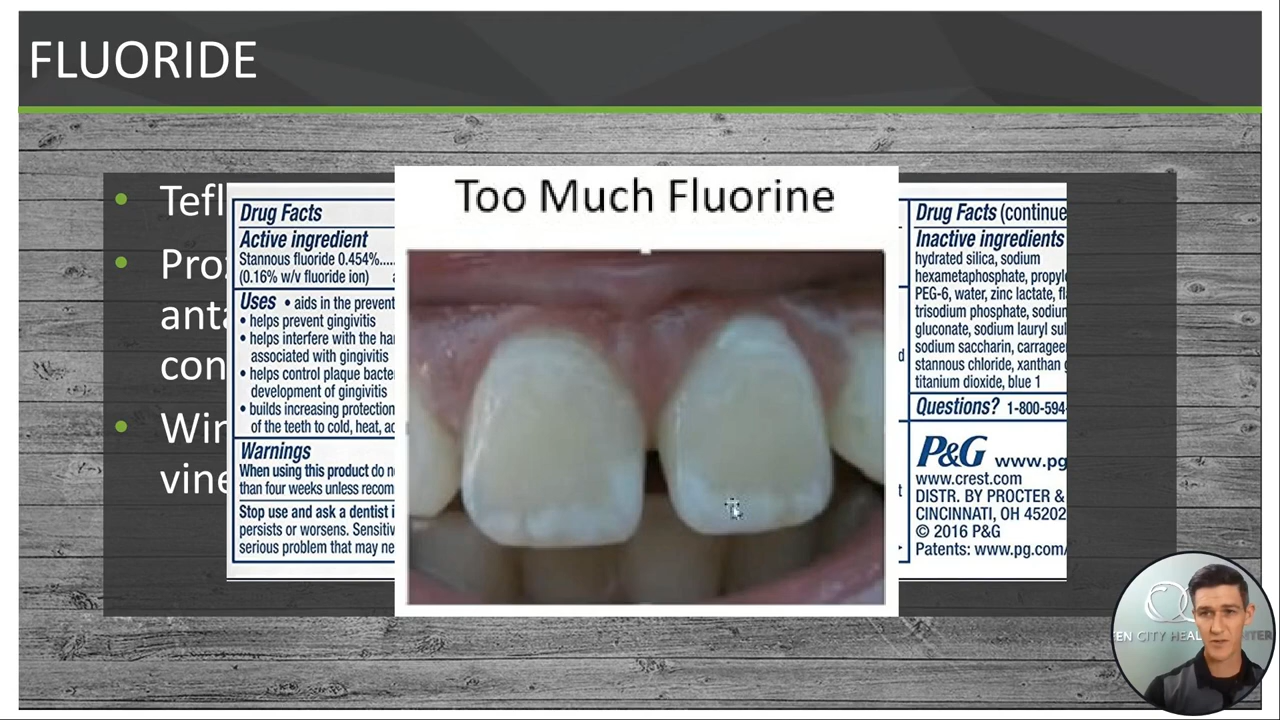 FLUORIDE
Too Much Fluorine
Drug Facts
Active ingredient
Stannous fluoride 0.454%.....
(0.16% w/v fluoride ion)
Uses • aids in the prevent
• helps prevent gingivitis
• helps interfere with the
associated with gingivitis
• helps control plaque
development of gingivitis
• builds increasing protection
of the teeth to cold, heat,
Warnings
When using this product do
than four weeks unless recom
Stop use and ask a dentist
persists or worsens. Sensitiv
serious problem that may
Drug Facts (continue
Inactive ingredients
hydrated silica, sodium
hexametaphosphate, propyl
PEG-6, water, zinc lactate,
trisodium phosphate, sodium
gluconate, sodium lauryl sul
sodium saccharin, carragee
stannous chloride, xanthan
titanium dioxide, blue 1
Questions? 1-800-594-
P&G www.pg
www.crest.com
DISTR. BY PROCTER &
CINCINNATI, OH 45202
© 2016 P&G
Patents: www.pg.com/
• Tefl
• Pro
anta
con
•
vine
EEN CITY HEAL TER